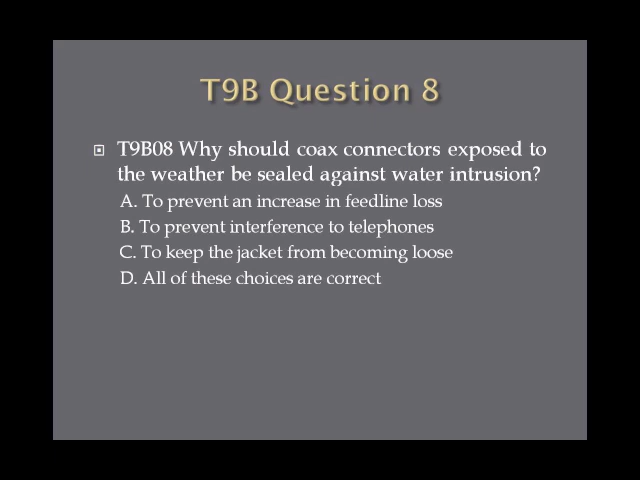 T9B Question 8
T9B08 Why should coax connectors exposed to
the weather be sealed against water intrusion?
A. To prevent an increase in feedline loss
B. To prevent interference to telephones
C. To keep the jacket from becoming loose
D. All of these choices are correct